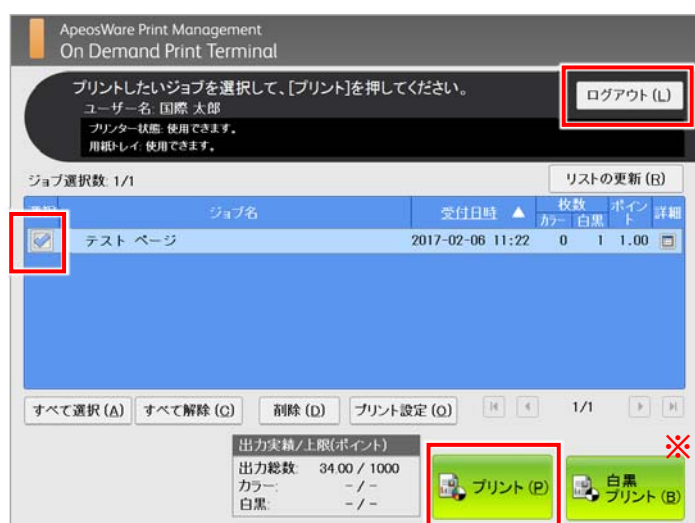 ApeosWare Print Management
On Demand Print Terminal
プリントしたいジョブを選択して、[プリント]を押してください。
ログアウト(L)
ユーザー名: 国際 太郎
プリンター状態: 使用できます。
用紙トレイ: 使用できます。
ジョブ選択数: 1/1
リストの更新(R)
選択 ジョブ名 受付日時 ▲ 枚数 カラー 白黒 ポイント 詳細
テスト ページ 2017-02-06 11:22 0 1 1.00
すべて選択(A) すべて解除(C) 削除(D) プリント設定(O) 1/1
※
出力実績/上限(ポイント)
出力総数: 34.00 / 1000
カラー: - / -
白黒: - / -
プリント(P)
白黒
プリント(B)